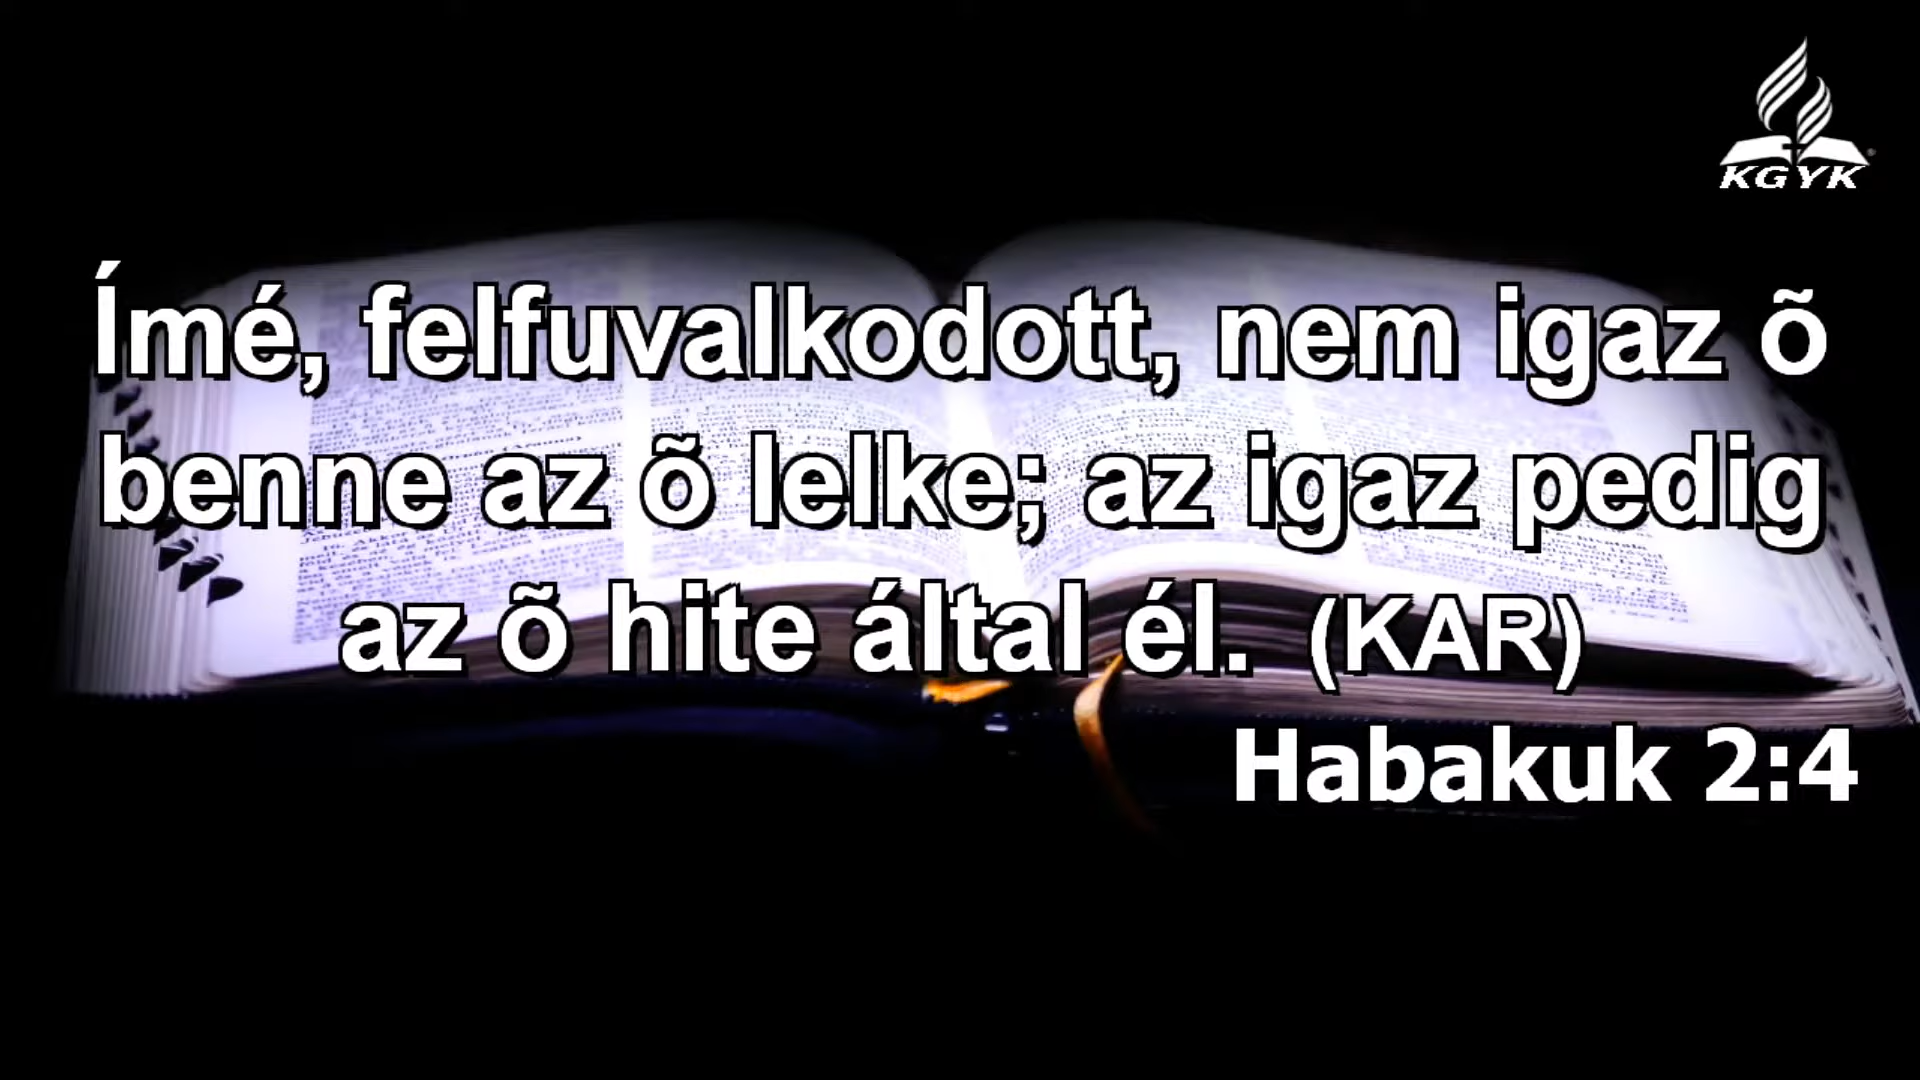 KGYK
Ímé, felfuvalkodott, nem igaz õ
benne az õ lelke; az igaz pedig
az õ hite által él. (KAR)
Habakuk 2:4